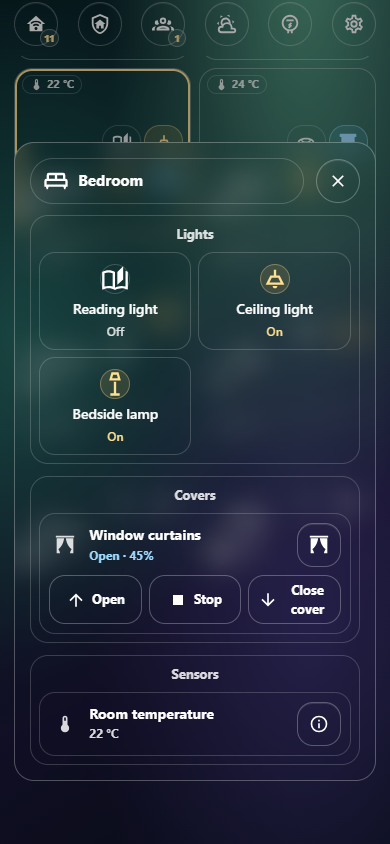 11
1
22 °C
24 °C
Bedroom
Lights
Reading light
Off
Ceiling light
On
Bedside lamp
On
Covers
Window curtains
Open · 45%
Open
Stop
Close
cover
Sensors
Room temperature
22 °C